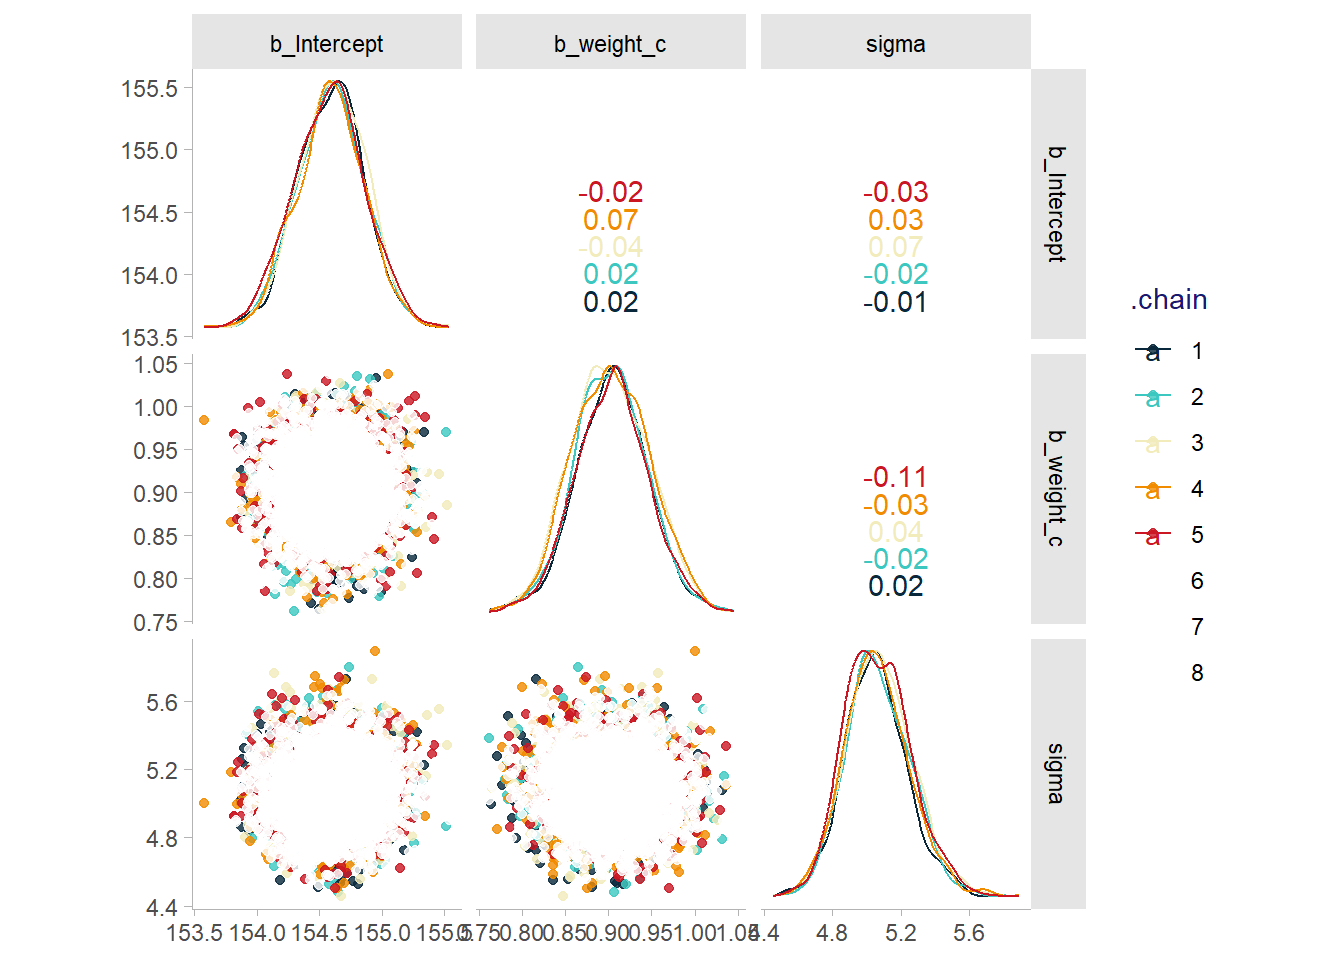 b_Intercept b_weight_c sigma
155.5
155.0
154.5
154.0
153.5
-0.02
0.07
-0.04
0.02
0.02
-0.03
0.03
0.07
-0.02
-0.01
b_Intercept
1.05
1.00
0.95
0.90
0.85
0.80
0.75
-0.11
-0.03
0.04
-0.02
0.02
b_weight_c
5.6
5.2
4.8
4.4
sigma
153.5 154.0 154.5 155.0 155.5
0.75 0.80 0.85 0.90 0.95 1.00 1.05
4.4 4.8 5.2 5.6
.chain
a 1
a 2
a 3
a 4
a 5
6
7
8